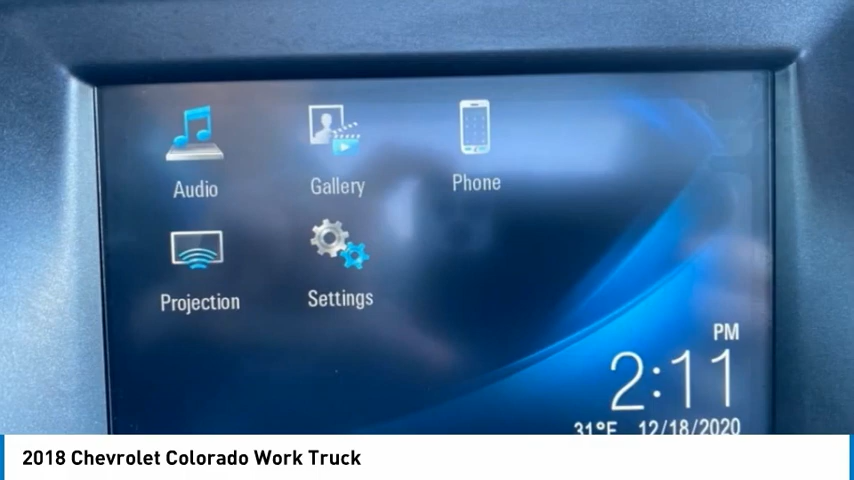 Audio
Gallery
Phone
Projection
Settings
PM
2:11
31°F 12/18/2020
2018 Chevrolet Colorado Work Truck